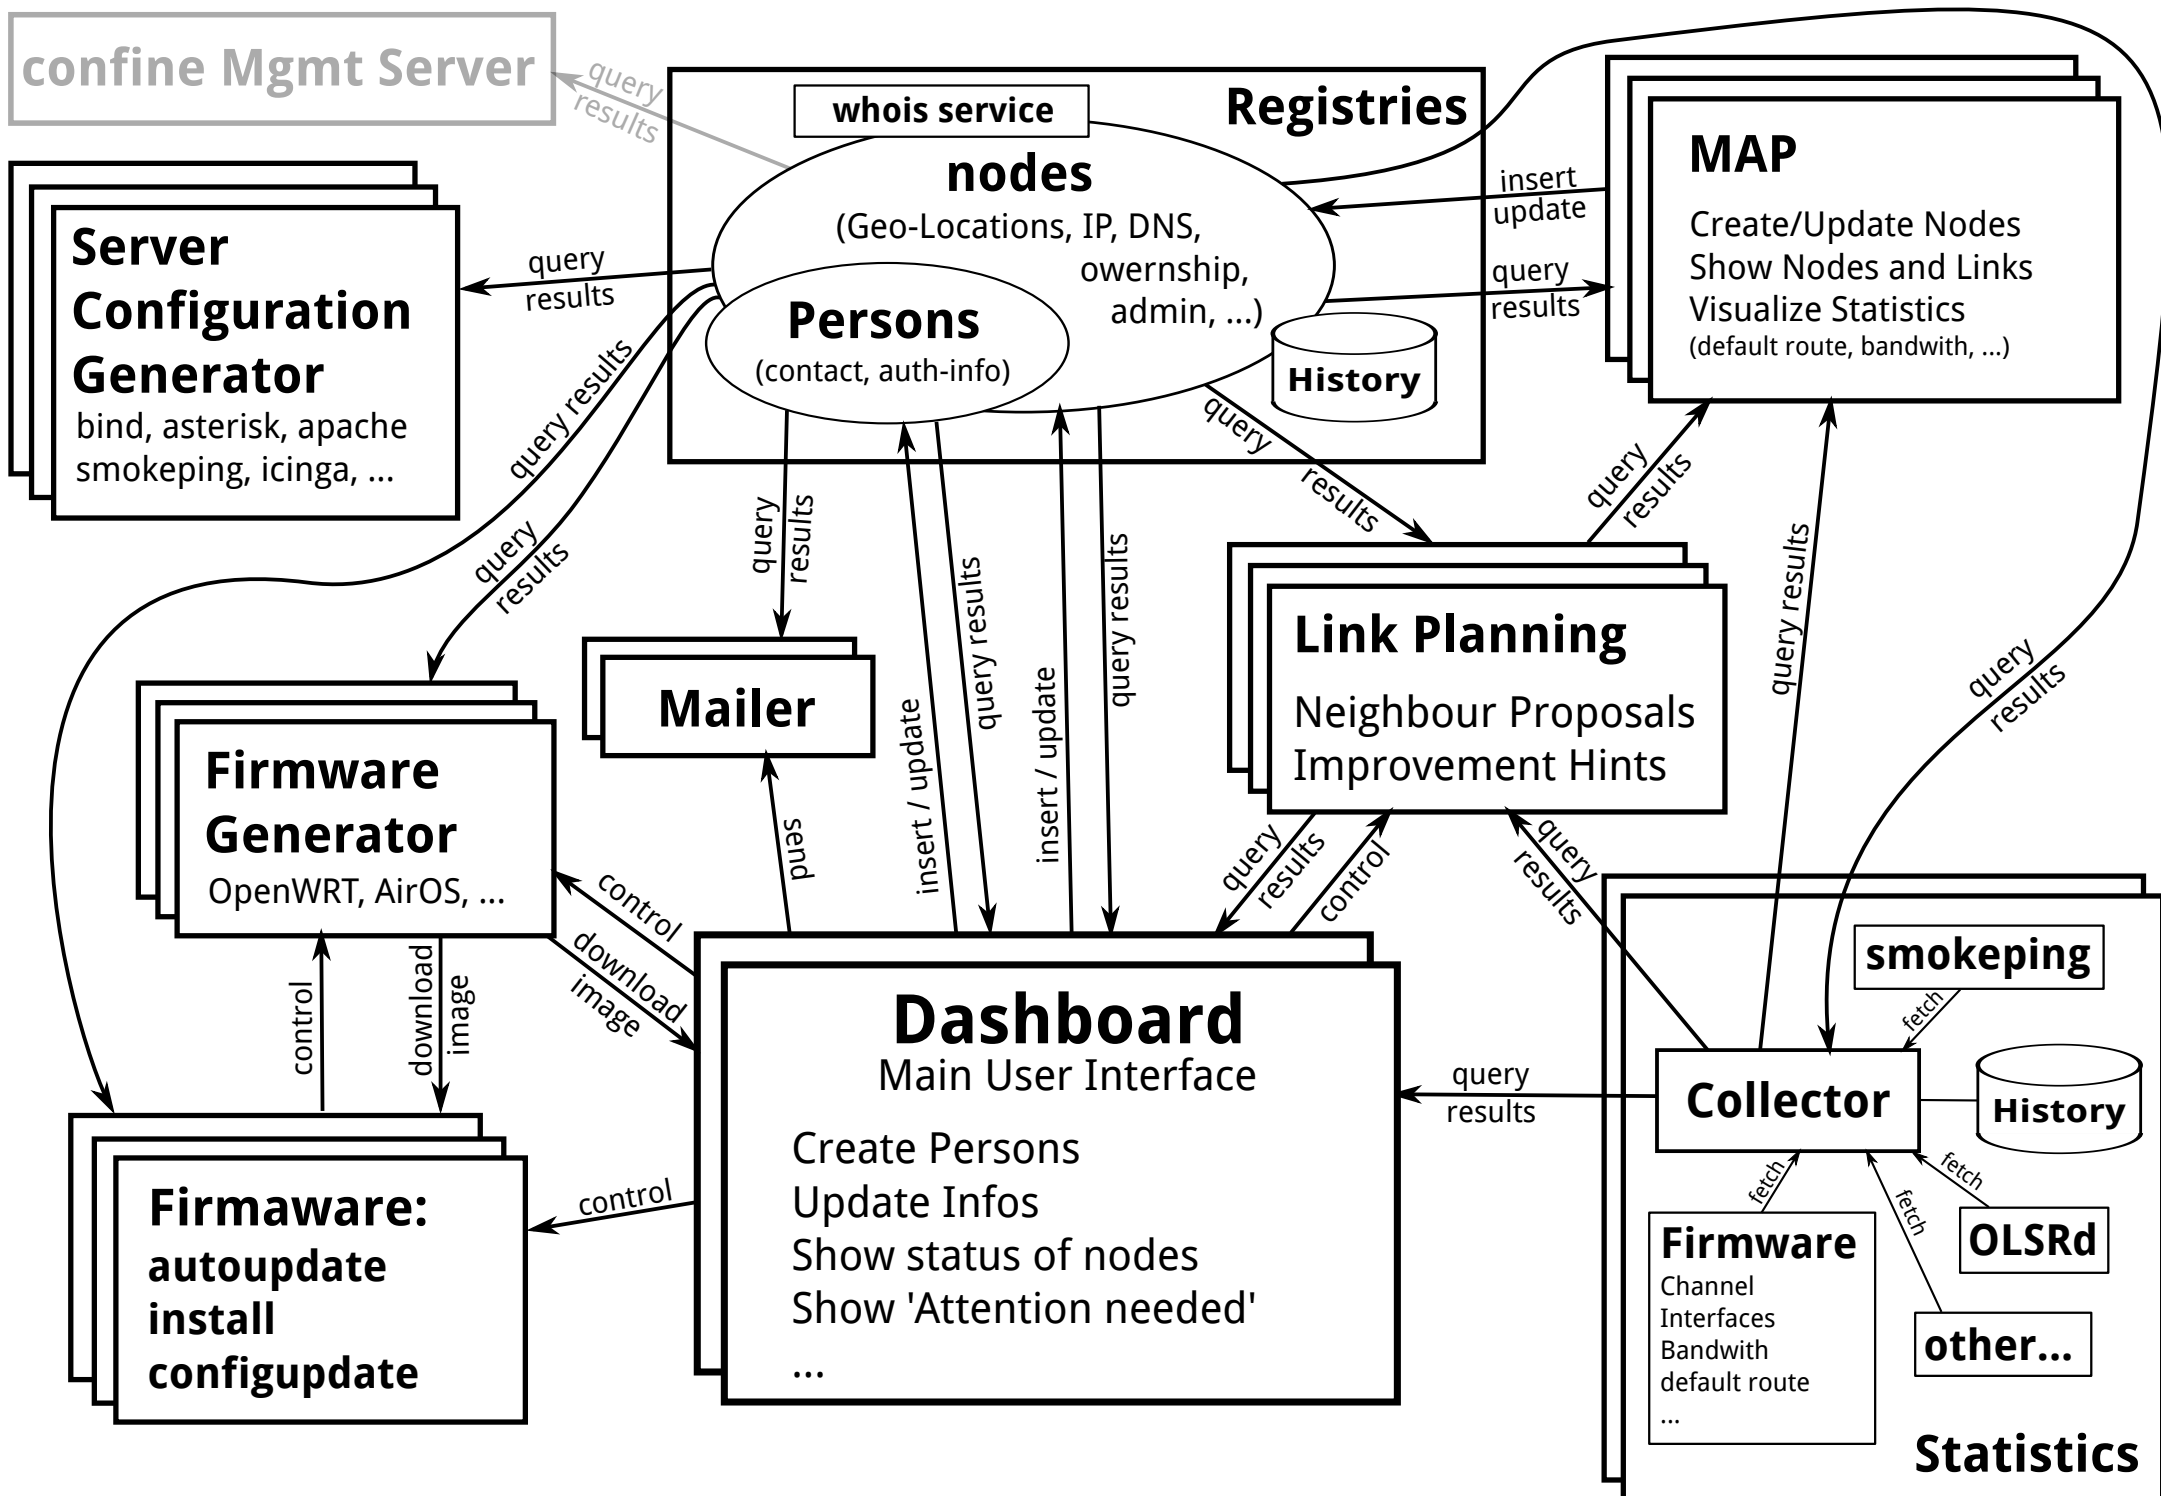 confine Mgmt Server
query
results
whois service
Registries
nodes
(Geo-Locations, IP, DNS,
owernship,
admin, ...)
Persons
(contact, auth-info)
History
insert
update
query
results
MAP
Create/Update Nodes
Show Nodes and Links
Visualize Statistics
(default route, bandwith, ...)
Server
Configuration
Generator
bind, asterisk, apache
smokeping, icinga, ...
query
results
query results
query
results
query
results
query
results
query
results
query results
query
results
insert / update
query results
insert / update
query results
Mailer
send
Link Planning
Neighbour Proposals
Improvement Hints
query
results
control
query
results
Firmware
Generator
OpenWRT, AirOS, ...
control
download
image
control
download
image
Firmaware:
autoupdate
install
configupdate
control
Dashboard
Main User Interface
Create Persons
Update Infos
Show status of nodes
Show 'Attention needed'
...
query
results
smokeping
fetch
Collector
History
fetch
fetch
fetch
Firmware
Channel
Interfaces
Bandwith
default route
...
OLSRd
other...
Statistics